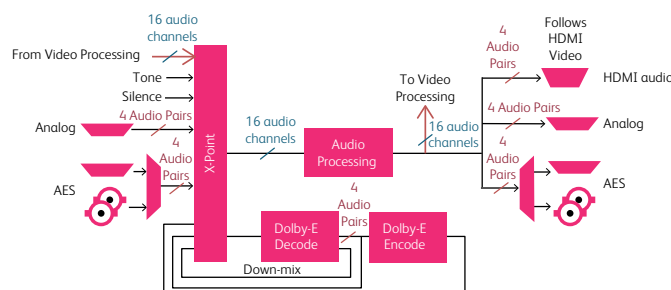 16 audio
channels
From Video Processing
Tone
Silence
Analog
4 Audio Pairs
4
Audio
Pairs
AES
X-Point
16 audio
channels
Audio
Processing
To Video
Processing
16 audio
channels
4
Audio
Pairs
Follows
HDMI
Video
HDMI audio
4 Audio Pairs
Analog
4
Audio
Pairs
AES
Dolby-E
Decode
4
Audio
Pairs
Dolby-E
Encode
Down-mix